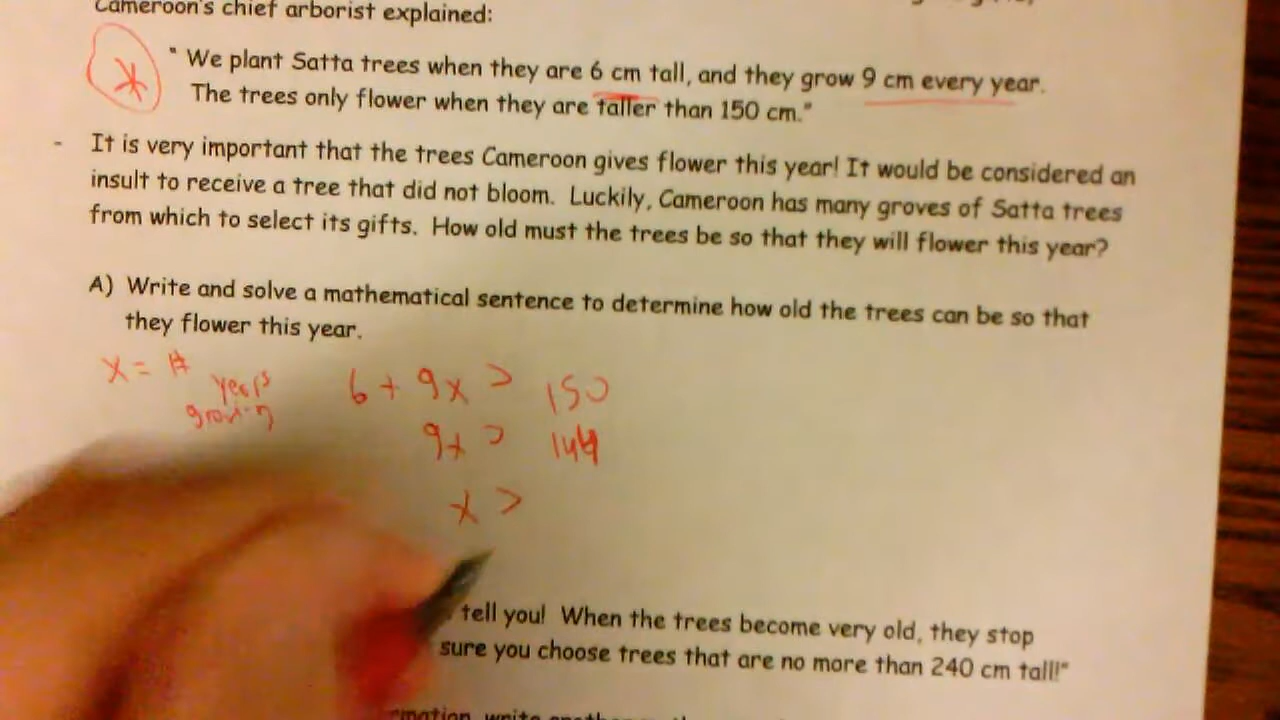 Cameroon's chief arborist explained:
" We plant Satta trees when they are 6 cm tall, and they grow 9 cm every year.
The trees only flower when they are taller than 150 cm."
- It is very important that the trees Cameroon gives flower this year! It would be considered an
insult to receive a tree that did not bloom. Luckily, Cameroon has many groves of Satta trees
from which to select its gifts. How old must the trees be so that they will flower this year?
A) Write and solve a mathematical sentence to determine how old the trees can be so that
they flower this year.
x = #
years
growing
6 + 9x > 150
9x > 144
x >
tell you! When the trees become very old, they stop
sure you choose trees that are no more than 240 cm tall!"